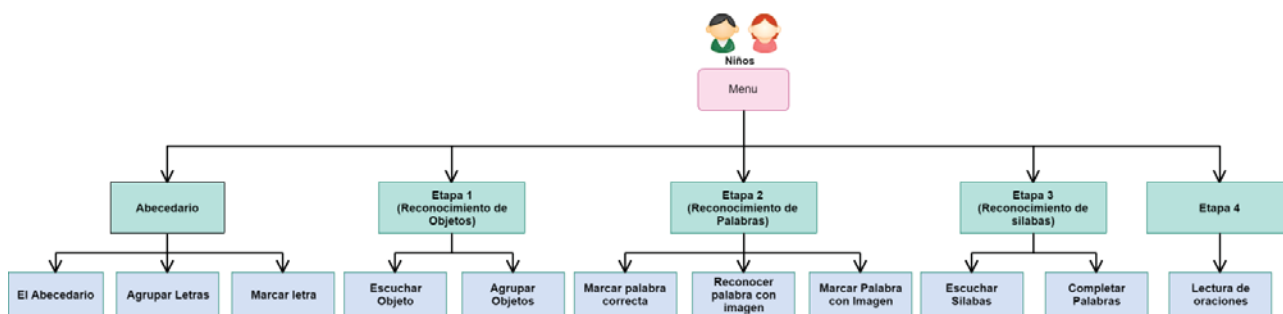 Niños
Menu
Abecedario
Etapa 1
(Reconocimiento de
Objetos)
Etapa 2
(Reconocimiento de
Palabras)
Etapa 3
(Reconocimiento de
silabas)
Etapa 4
El Abecedario
Agrupar Letras
Marcar letra
Escuchar
Objeto
Agrupar
Objetos
Marcar palabra
correcta
Reconocer
palabra con
imagen
Marcar Palabra
con Imagen
Escuchar
Silabas
Completar
Palabras
Lectura de
oraciones